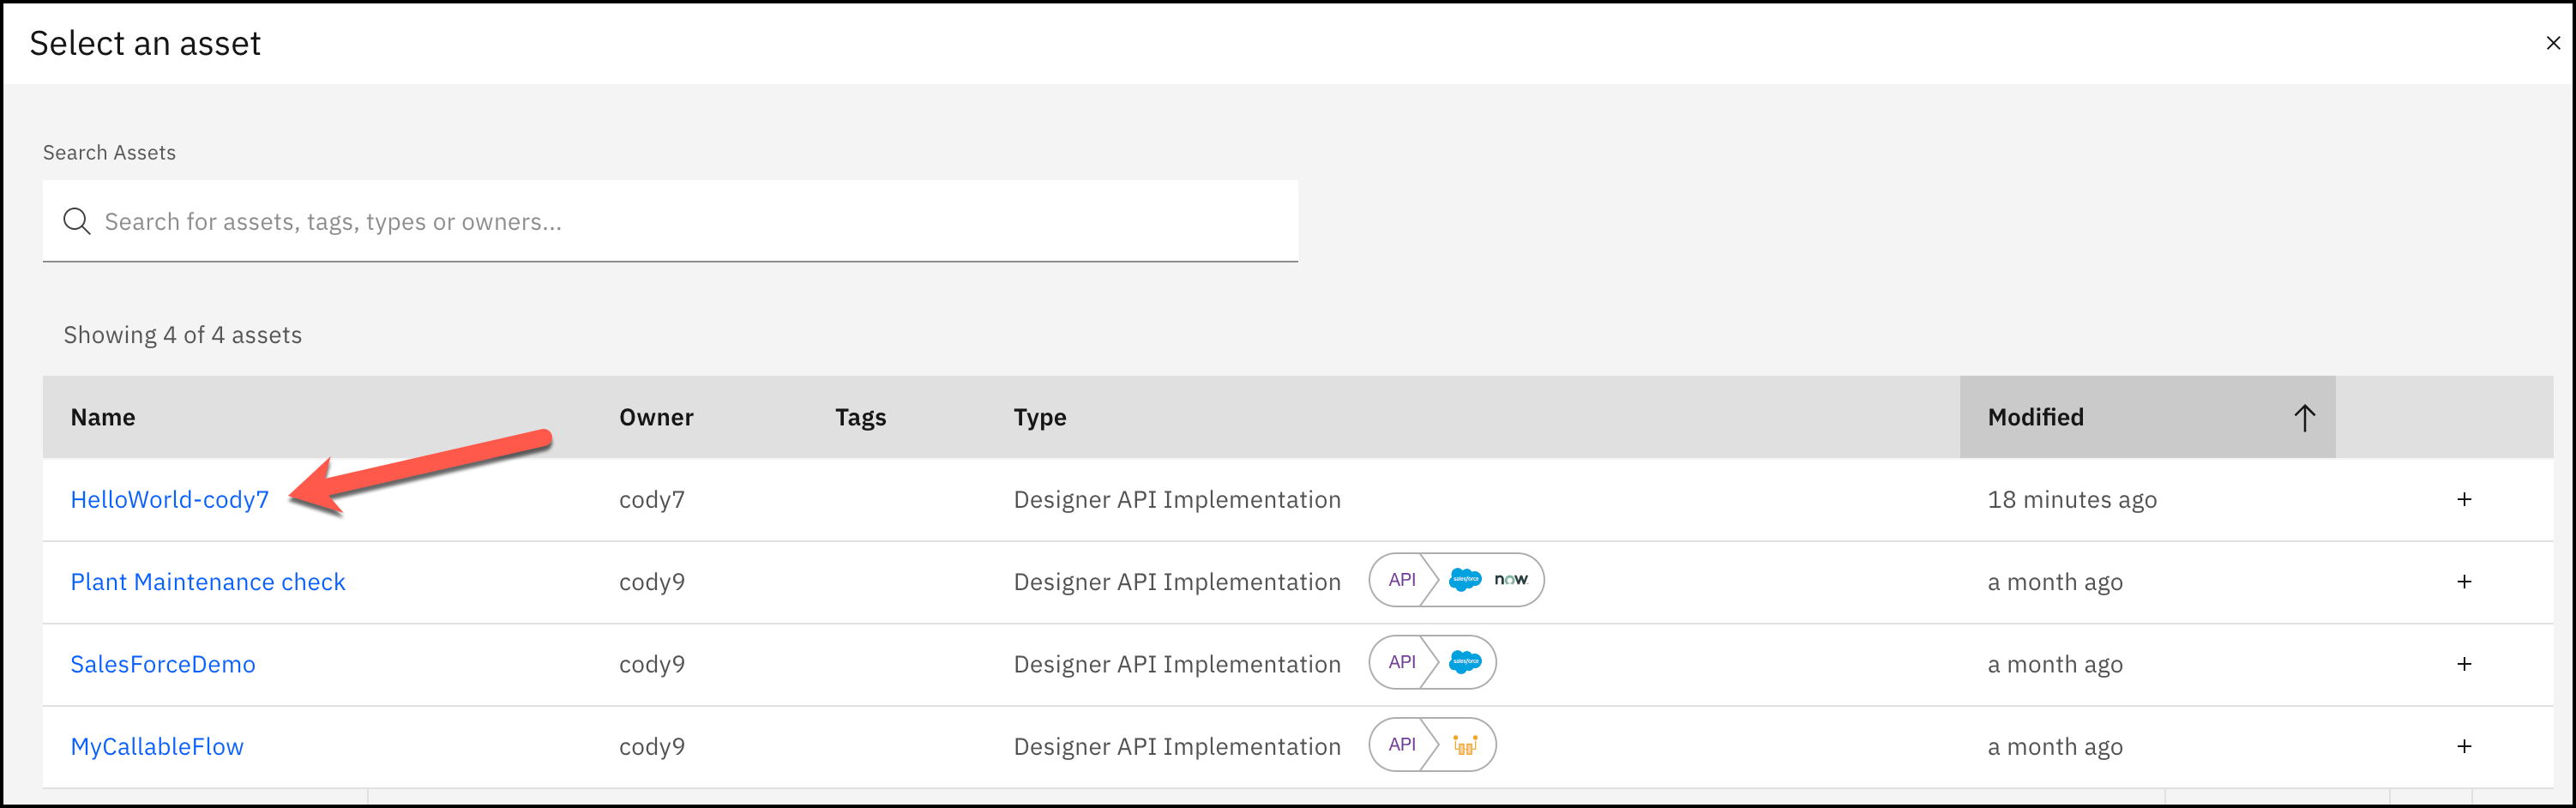 Select an asset
Search Assets
Search for assets, tags, types or owners...
Showing 4 of 4 assets
Name Owner Tags Type Modified
HelloWorld-cody7 cody7 Designer API Implementation 18 minutes ago
Plant Maintenance check cody9 Designer API Implementation API salesforce now a month ago
SalesForceDemo cody9 Designer API Implementation API salesforce a month ago
MyCallableFlow cody9 Designer API Implementation API a month ago